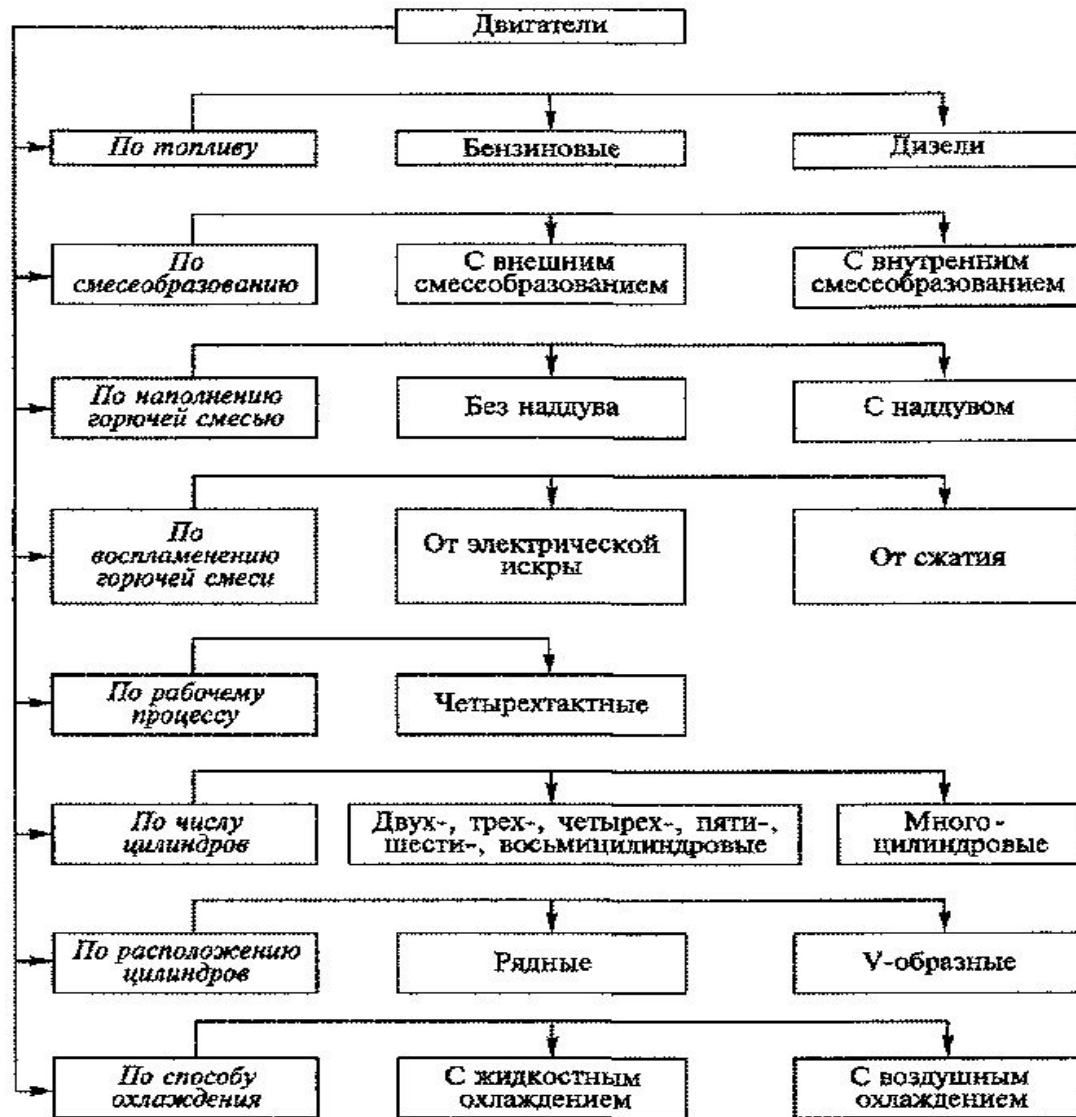 Двигатели
По топливу
Бензиновые
Дизели
По
смесеобразованию
С внешним
смесеобразованием
С внутренним
смесеобразованием
По наполнению
горючей смесью
Без наддува
С наддувом
По
воспламенению
горючей смеси
От электрической
искры
От сжатия
По рабочему
процессу
Четырехтактные
По числу
цилиндров
Двух-, трех-, четырех-, пяти-,
шести-, восьмицилиндровые
Много-
цилиндровые
По расположению
цилиндров
Рядные
V-образные
По способу
охлаждения
С жидкостным
охлаждением
С воздушным
охлаждением